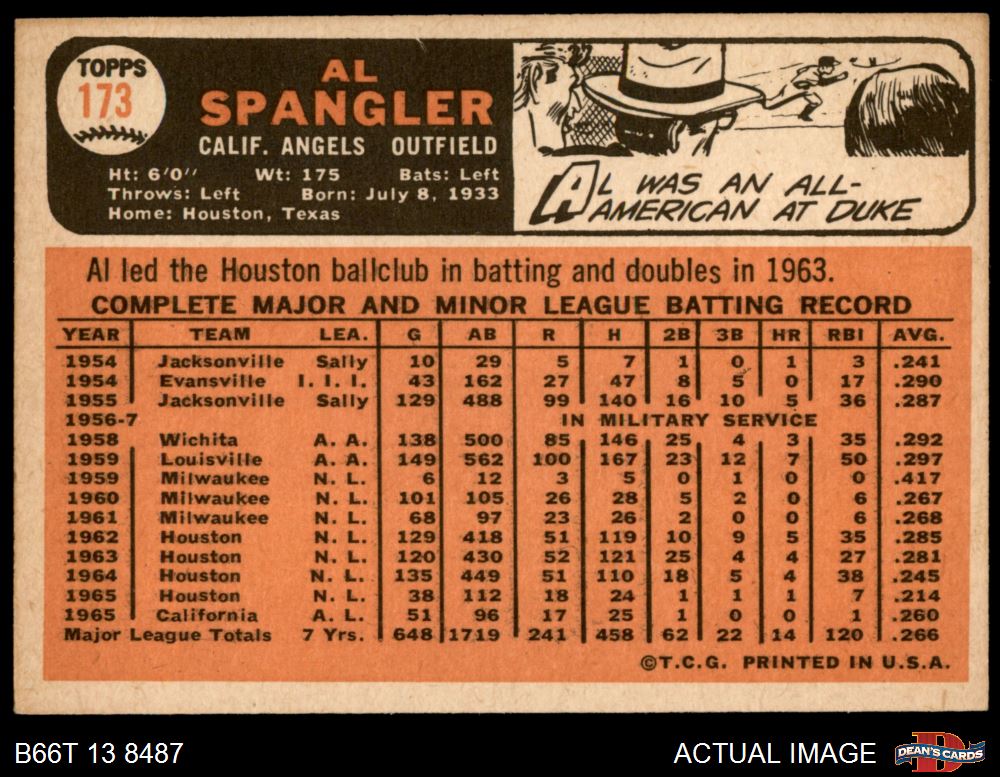 TOPPS
173
AL
SPANGLER
CALIF. ANGELS OUTFIELD
Ht: 6'0" Wt: 175 Bats: Left
Throws: Left Born: July 8, 1933
Home: Houston, Texas
AL WAS AN ALL-
AMERICAN AT DUKE
Al led the Houston ballclub in batting and doubles in 1963.
COMPLETE MAJOR AND MINOR LEAGUE BATTING RECORD
YEAR TEAM LEA. G AB R H 2B 3B HR RBI AVG.
1954 Jacksonville Sally 10 29 5 7 1 0 1 3 .241
1954 Evansville I. I. I. 43 162 27 47 8 5 0 17 .290
1955 Jacksonville Sally 129 488 99 140 16 10 5 36 .287
1956-7 IN MILITARY SERVICE
1958 Wichita A. A. 138 500 85 146 25 4 3 35 .292
1959 Louisville A. A. 149 562 100 167 23 12 7 50 .297
1959 Milwaukee N. L. 6 12 3 5 0 1 0 0 .417
1960 Milwaukee N. L. 101 105 26 28 5 2 0 6 .267
1961 Milwaukee N. L. 68 97 23 26 2 0 0 6 .268
1962 Houston N. L. 129 418 51 119 10 9 5 35 .285
1963 Houston N. L. 120 430 52 121 25 4 4 27 .281
1964 Houston N. L. 135 449 51 110 18 5 4 38 .245
1965 Houston N. L. 38 112 18 24 1 1 1 7 .214
1965 California A. L. 51 96 17 25 1 0 0 1 .260
Major League Totals 7 Yrs. 648 1719 241 458 62 22 14 120 .266
©T.C.G. PRINTED IN U.S.A.
B66T 13 8487
ACTUAL IMAGE
D
DEAN'S CARDS